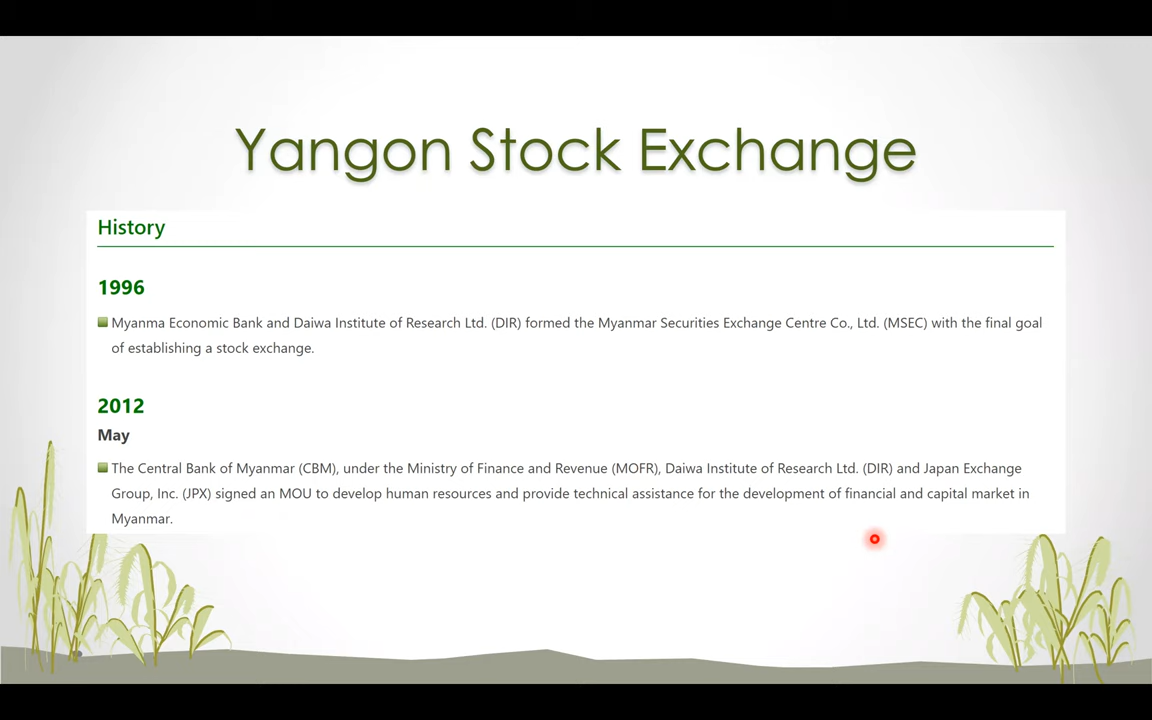 Yangon Stock Exchange
History
1996
Myanma Economic Bank and Daiwa Institute of Research Ltd. (DIR) formed the Myanmar Securities Exchange Centre Co., Ltd. (MSEC) with the final goal
of establishing a stock exchange.
2012
May
The Central Bank of Myanmar (CBM), under the Ministry of Finance and Revenue (MOFR), Daiwa Institute of Research Ltd. (DIR) and Japan Exchange
Group, Inc. (JPX) signed an MOU to develop human resources and provide technical assistance for the development of financial and capital market in
Myanmar.